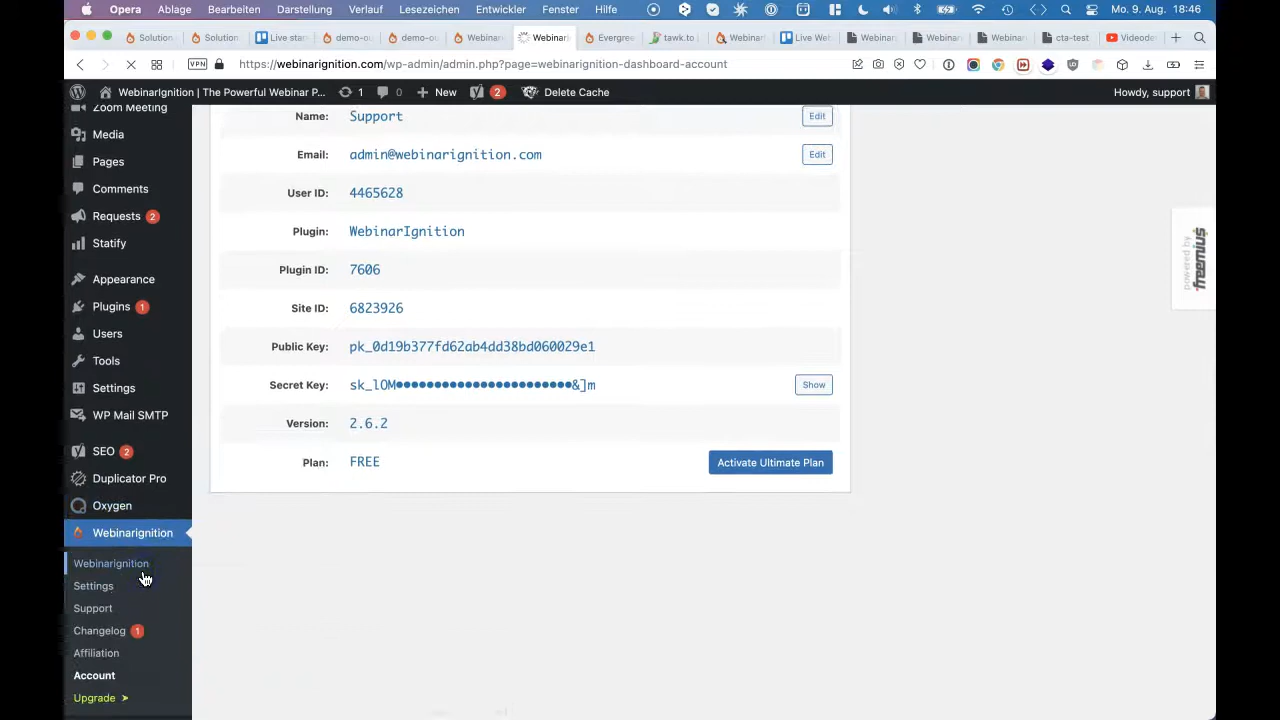 Opera Ablage Bearbeiten Darstellung Verlauf Lesezeichen Entwickler Fenster Hilfe Mo. 9. Aug. 18:46
Solution Solution Live sta demo-ou demo-ou Webinar Webinar Evergree tawk.to Webinarl Live Web Webinar Webinar Webinar cta-test Videode
VPN https://webinarignition.com/wp-admin/admin.php?page=webinarignition-dashboard-account
WebinarIgnition | The Powerful Webinar P... 1 0 New 2 Delete Cache Howdy, support
Zoom Meeting
Media
Pages
Comments
Requests 2
Statify
Appearance
Plugins 1
Users
Tools
Settings
WP Mail SMTP
SEO 2
Duplicator Pro
Oxygen
Webinarignition
Webinarignition
Settings
Support
Changelog 1
Affiliation
Account
Upgrade ➤
Name: Support Edit
Email: admin@webinarignition.com Edit
User ID: 4465628
Plugin: WebinarIgnition
Plugin ID: 7606
Site ID: 6823926
Public Key: pk_0d19b377fd62ab4dd38bd060029e1
Secret Key: sk_lOM●●●●●●●●●●●●●●●●●●●●●●●&]m Show
Version: 2.6.2
Plan: FREE Activate Ultimate Plan
powered by
freemius